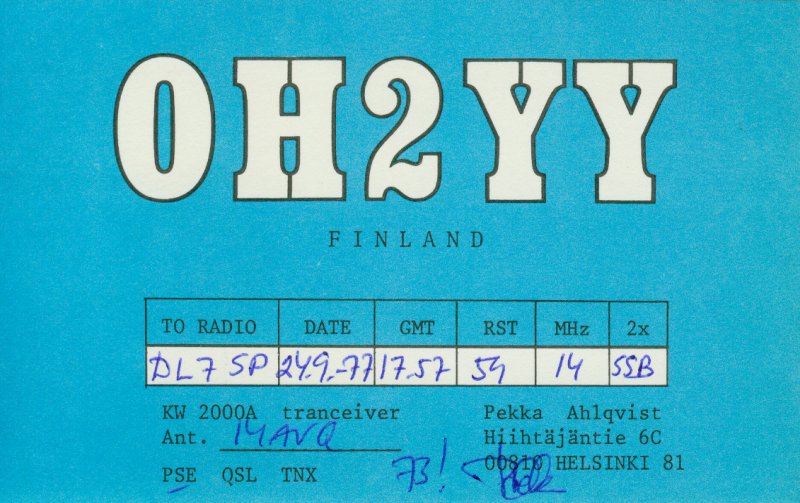 OH2YY
FINLAND
TO RADIO DATE GMT RST MHz 2x
DL7SP 24.9.-77 17.57 59 14 SSB
KW 2000A tranceiver
Ant. 14AVQ
PSE QSL TNX
Pekka Ahlqvist
Hiihtäjäntie 6C
00810 HELSINKI 81
73!